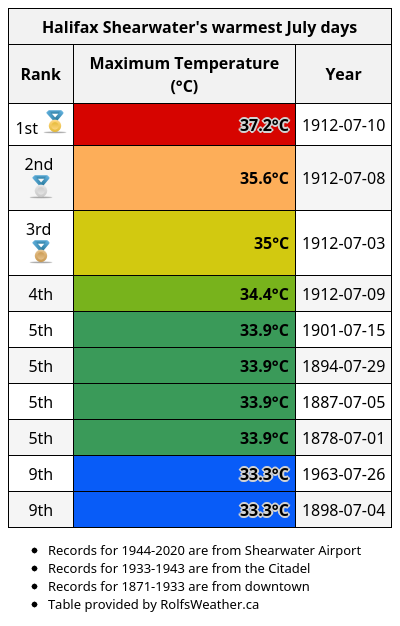 Halifax Shearwater's warmest July days
Rank Maximum Temperature (°C) Year
1st 37.2°C 1912-07-10
2nd 35.6°C 1912-07-08
3rd 35°C 1912-07-03
4th 34.4°C 1912-07-09
5th 33.9°C 1901-07-15
5th 33.9°C 1894-07-29
5th 33.9°C 1887-07-05
5th 33.9°C 1878-07-01
9th 33.3°C 1963-07-26
9th 33.3°C 1898-07-04
Records for 1944-2020 are from Shearwater Airport
Records for 1933-1943 are from the Citadel
Records for 1871-1933 are from downtown
Table provided by RolfsWeather.ca